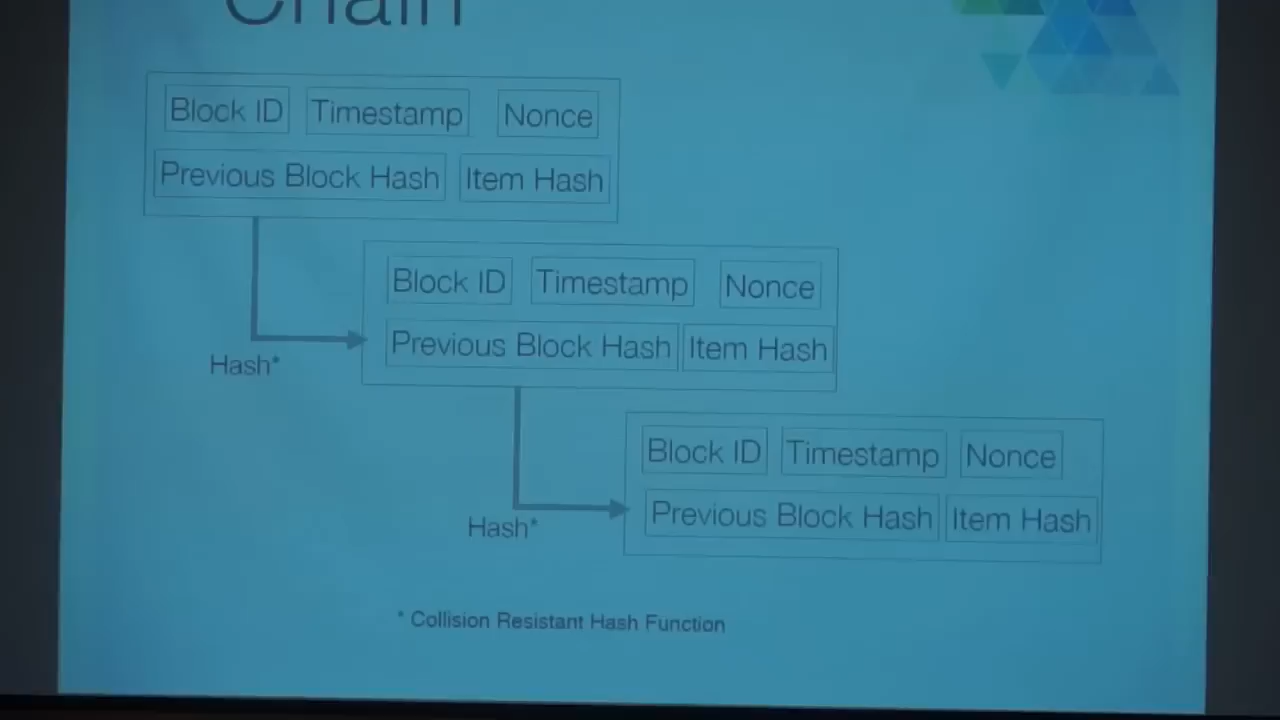 Chain
Block ID Timestamp Nonce
Previous Block Hash Item Hash
Hash*
Block ID Timestamp Nonce
Previous Block Hash Item Hash
Hash*
Block ID Timestamp Nonce
Previous Block Hash Item Hash
* Collision Resistant Hash Function